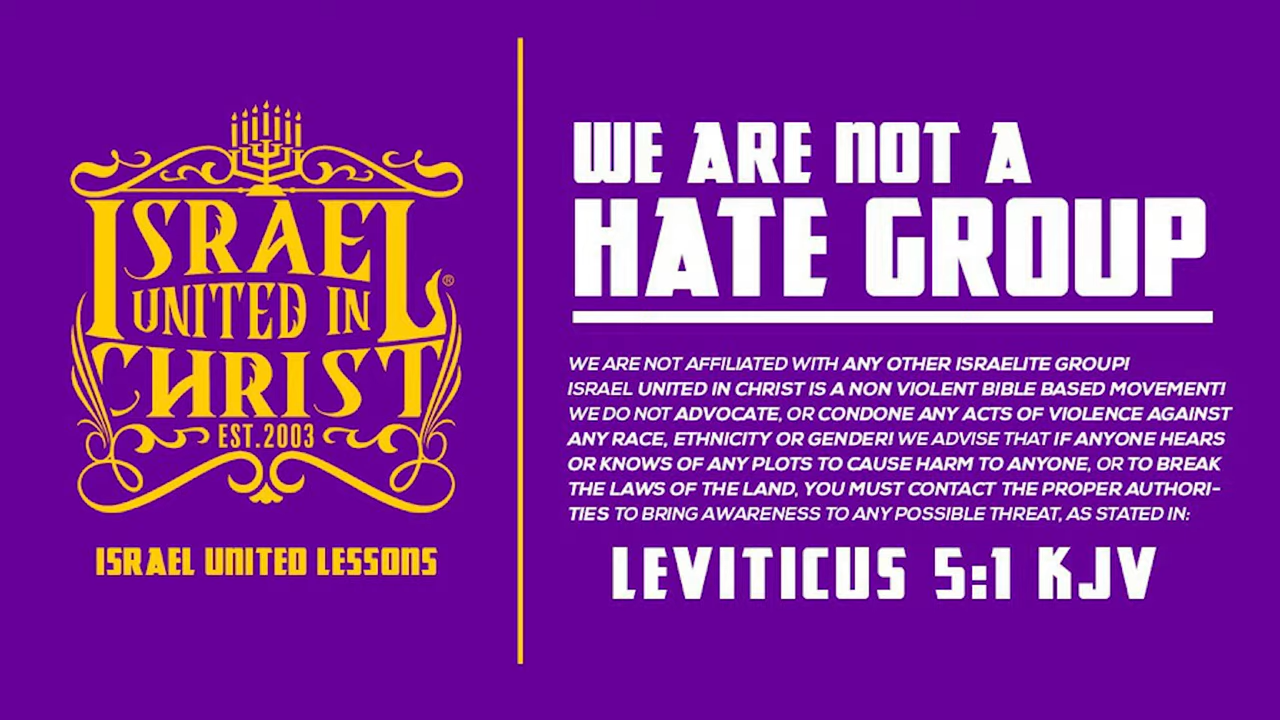 ISRAEL
UNITED IN
CHRIST
®
EST.2003
ISRAEL UNITED LESSONS
WE ARE NOT A
HATE GROUP
WE ARE NOT AFFILIATED WITH ANY OTHER ISRAELITE GROUP!
ISRAEL UNITED IN CHRIST IS A NON VIOLENT BIBLE BASED MOVEMENT!
WE DO NOT ADVOCATE, OR CONDONE ANY ACTS OF VIOLENCE AGAINST
ANY RACE, ETHNICITY OR GENDER! WE ADVISE THAT IF ANYONE HEARS
OR KNOWS OF ANY PLOTS TO CAUSE HARM TO ANYONE, OR TO BREAK
THE LAWS OF THE LAND, YOU MUST CONTACT THE PROPER AUTHORI-
TIES TO BRING AWARENESS TO ANY POSSIBLE THREAT, AS STATED IN:
LEVITICUS 5:1 KJV